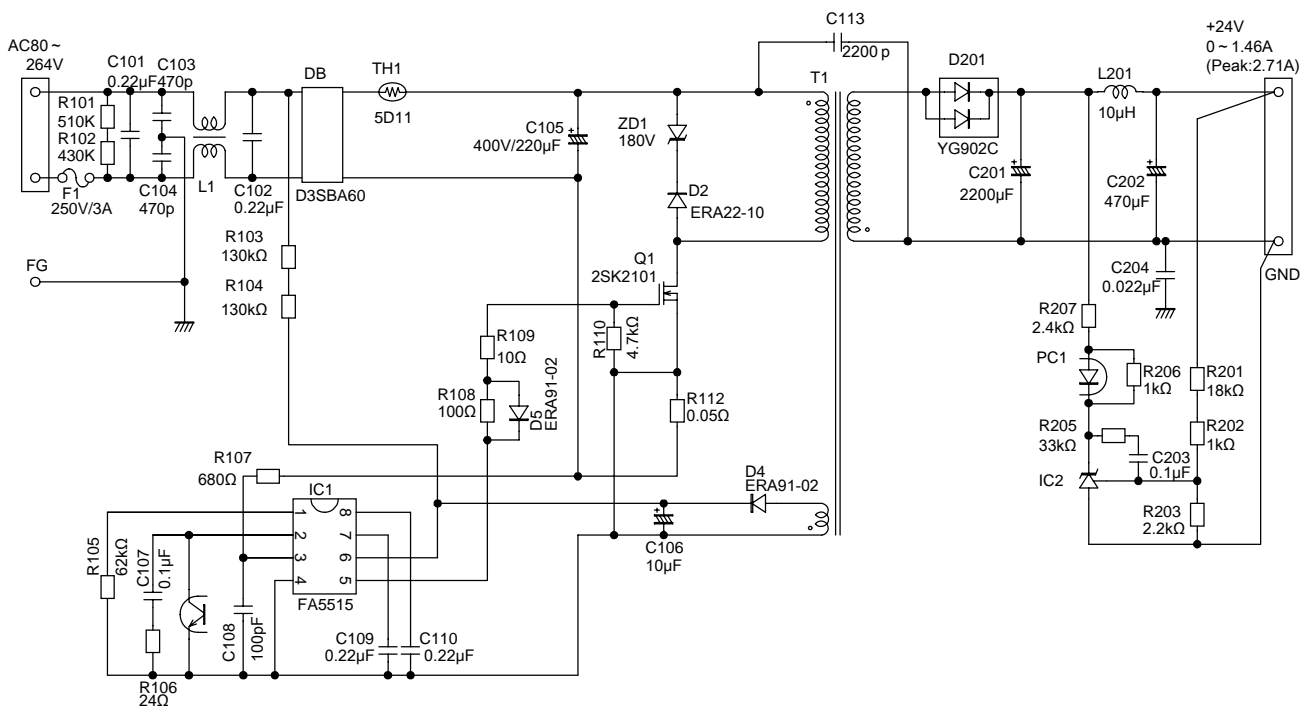 C113
2200 p
+24V
0 ~ 1.46A
(Peak:2.71A)
AC80 ~
264V
C101
0.22µF
C103
470p
DB
TH1
5D11
T1
D201
YG902C
L201
10µH
R101
510K
R102
430K
F1
250V/3A
C104
470p
L1
C102
0.22µF
D3SBA60
C105
400V/220µF
ZD1
180V
D2
ERA22-10
C201
2200µF
C202
470µF
FG
R103
130kΩ
R104
130kΩ
Q1
2SK2101
C204
0.022µF
GND
R109
10Ω
R110
4.7kΩ
R108
100Ω
D5
ERA91-02
R112
0.05Ω
R207
2.4kΩ
PC1
R206
1kΩ
R201
18kΩ
R205
33kΩ
R202
1kΩ
C203
0.1µF
IC2
R203
2.2kΩ
R107
680Ω
IC1
D4
ERA91-02
1
2
3
4
8
7
6
5
FA5515
C106
10µF
R105
62kΩ
C107
0.1µF
C108
100pF
C109
0.22µF
C110
0.22µF
R106
24Ω